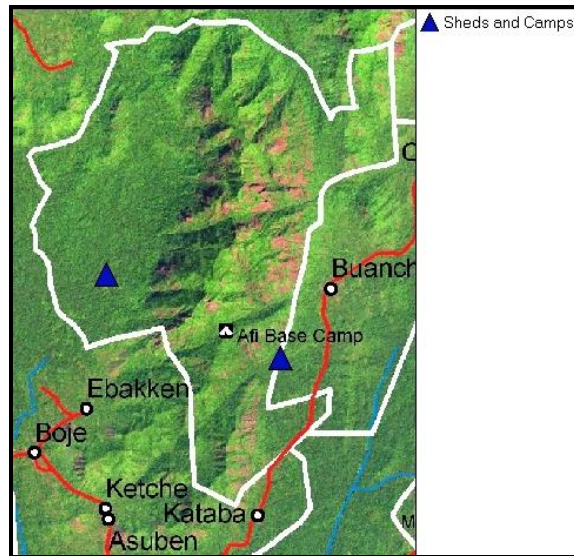 Sheds and Camps
Buanch
Afi Base Camp
Ebakken
Boje
Ketche
Kataba
Asuben